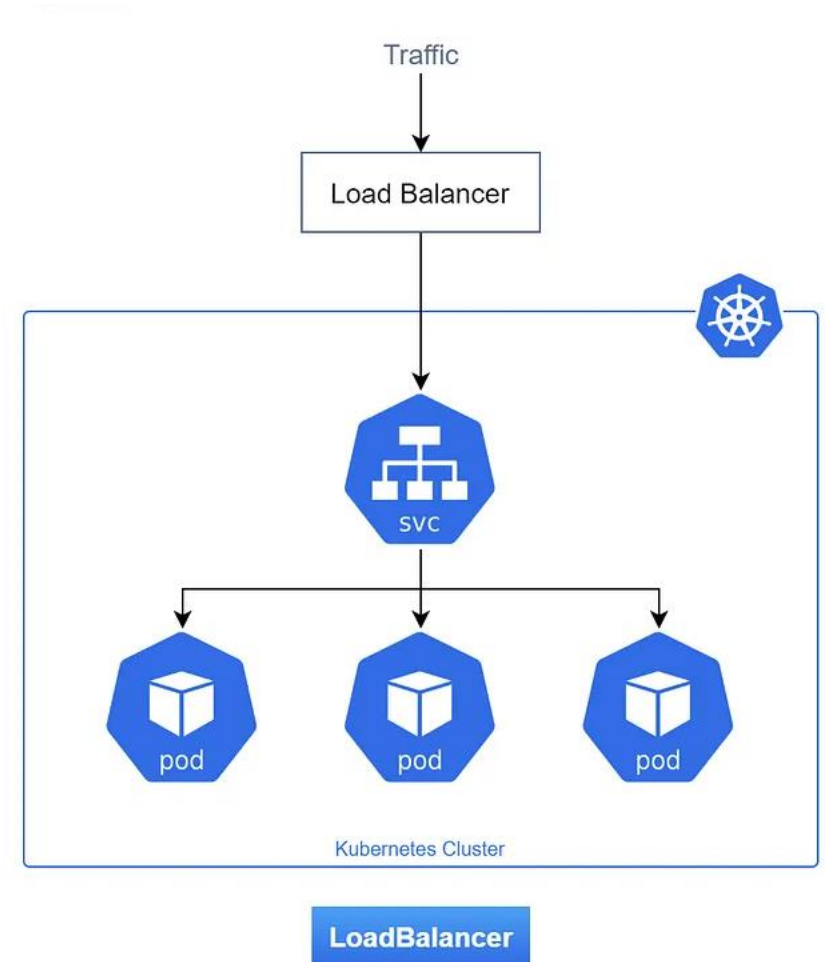 Traffic
Load Balancer
svc
pod
pod
pod
Kubernetes Cluster
LoadBalancer